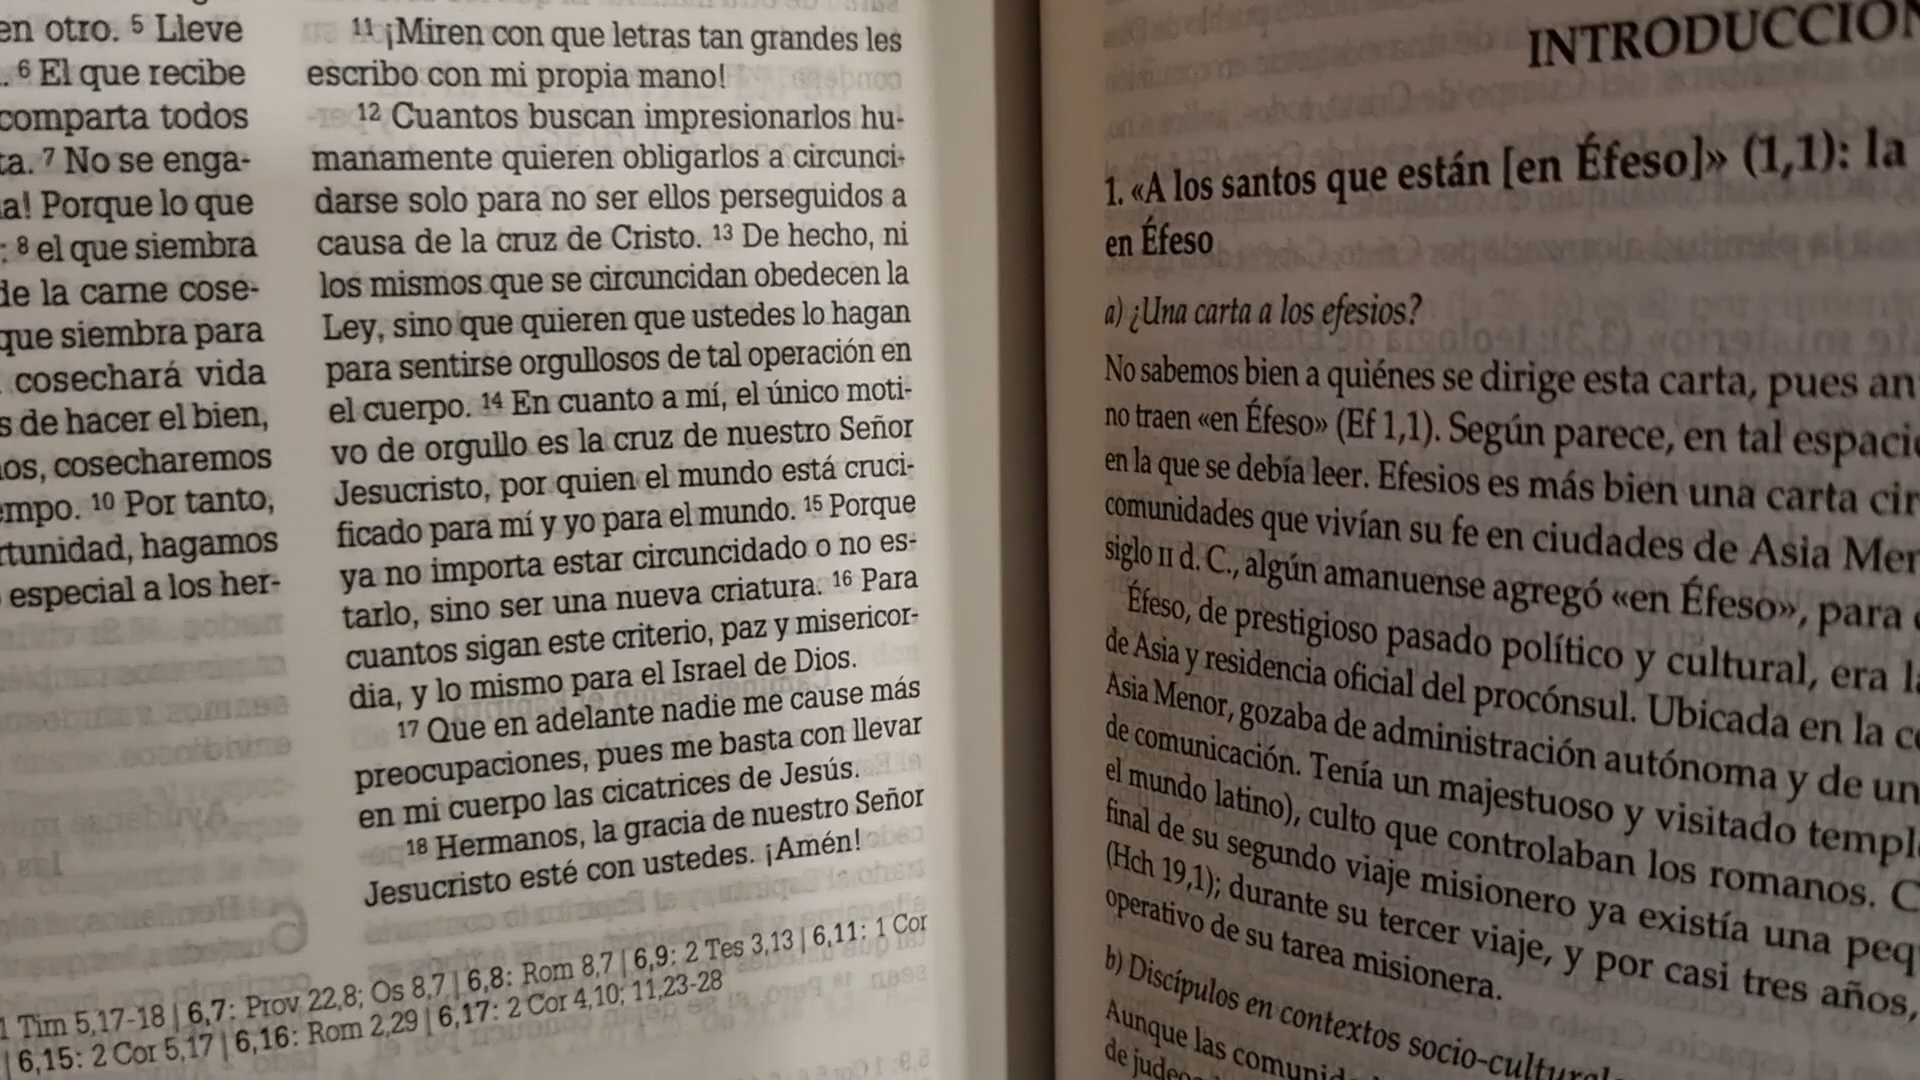 en otro. 5 Lleve
6 El que recibe
comparta todos
7 No se enga-
Porque lo que
8 el que siembra
de la carne cose-
que siembra para
cosechará vida
de hacer el bien,
cosecharemos
10 Por tanto,
hagamos
especial a los her-
11 ¡Miren con que letras tan grandes les
escribo con mi propia mano!
12 Cuantos buscan impresionarlos hu-
manamente quieren obligarlos a circunci-
darse solo para no ser ellos perseguidos a
causa de la cruz de Cristo. 13 De hecho, ni
los mismos que se circuncidan obedecen la
Ley, sino que quieren que ustedes lo hagan
para sentirse orgullosos de tal operación en
el cuerpo. 14 En cuanto a mí, el único moti-
vo de orgullo es la cruz de nuestro Señor
Jesucristo, por quien el mundo está cruci-
ficado para mí y yo para el mundo. 15 Porque
ya no importa estar circuncidado o no es-
tarlo, sino ser una nueva criatura. 16 Para
cuantos sigan este criterio, paz y misericor-
dia, y lo mismo para el Israel de Dios.
17 Que en adelante nadie me cause más
preocupaciones, pues me basta con llevar
en mi cuerpo las cicatrices de Jesús.
18 Hermanos, la gracia de nuestro Señor
Jesucristo esté con ustedes. ¡Amén!
1 Tim 5,17-18 | 6,7: Prov 22,8; Os 8,7 | 6,8: Rom 8,7 | 6,9: 2 Tes 3,13 | 6,11: 1 Cor
| 6,15: 2 Cor 5,17 | 6,16: Rom 2,29 | 6,17: 2 Cor 4,10; 11,23-28
INTRODUCCIÓN
1. «A los santos que están [en Éfeso]» (1,1): la
en Éfeso
a) ¿Una carta a los efesios?
No sabemos bien a quiénes se dirige esta carta, pues an
no traen «en Éfeso» (Ef 1,1). Según parece, en tal espaci
en la que se debía leer. Efesios es más bien una carta cir
comunidades que vivían su fe en ciudades de Asia Mer
siglo II d. C., algún amanuense agregó «en Éfeso», para
Éfeso, de prestigioso pasado político y cultural, era la
de Asia y residencia oficial del procónsul. Ubicada en la c
Asia Menor, gozaba de administración autónoma y de un
de comunicación. Tenía un majestuoso y visitado templ
el mundo latino), culto que controlaban los romanos. C
final de su segundo viaje misionero ya existía una peq
(Hch 19,1); durante su tercer viaje, y por casi tres años,
operativo de su tarea misionera.
b) Discípulos en contextos socio-cultural
Aunque las comunid
de judeo